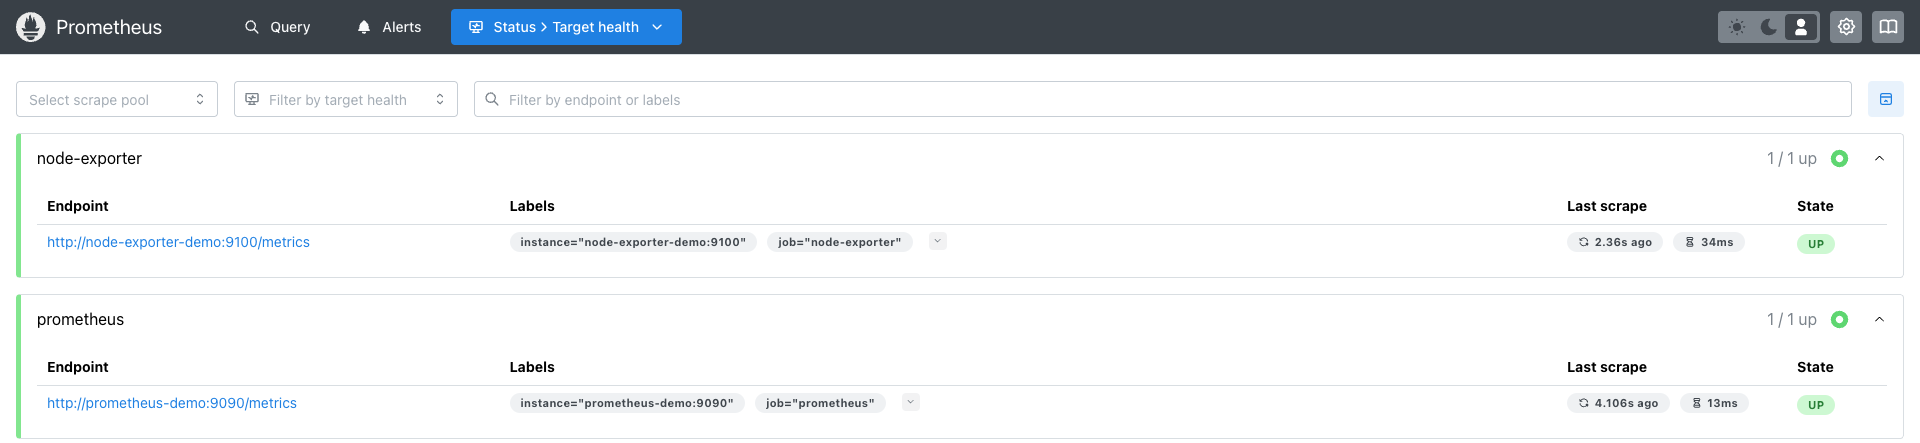 Prometheus Query Alerts Status > Target health
Select scrape pool Filter by target health Filter by endpoint or labels
node-exporter 1 / 1 up
Endpoint Labels Last scrape State
http://node-exporter-demo:9100/metrics instance="node-exporter-demo:9100" job="node-exporter" 2.36s ago 34ms UP
prometheus 1 / 1 up
Endpoint Labels Last scrape State
http://prometheus-demo:9090/metrics instance="prometheus-demo:9090" job="prometheus" 4.106s ago 13ms UP